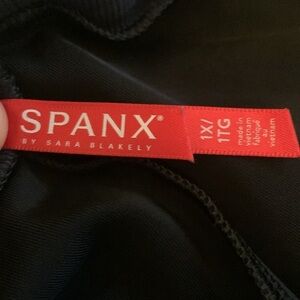 SPANX®
BY SARA BLAKELY
1X/
1TG
made in
vietnam
fabriqué
au
vietnam